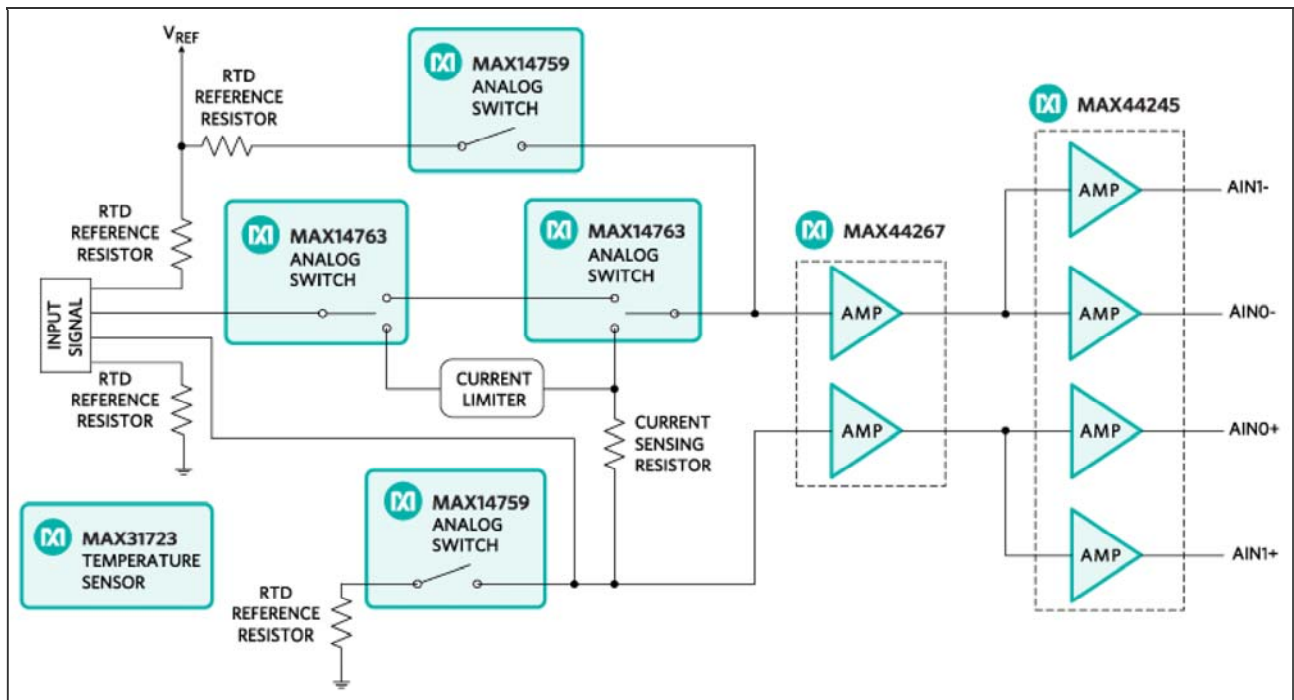 VREF
RTD
REFERENCE
RESISTOR
MAX14759
ANALOG
SWITCH
MAX44245
RTD
REFERENCE
RESISTOR
MAX14763
ANALOG
SWITCH
MAX14763
ANALOG
SWITCH
MAX44267
AMP
AIN1-
INPUT
SIGNAL
AMP
AMP
AIN0-
RTD
REFERENCE
RESISTOR
CURRENT
LIMITER
CURRENT
SENSING
RESISTOR
AMP
AMP
AIN0+
MAX14759
ANALOG
SWITCH
AMP
AIN1+
MAX31723
TEMPERATURE
SENSOR
RTD
REFERENCE
RESISTOR